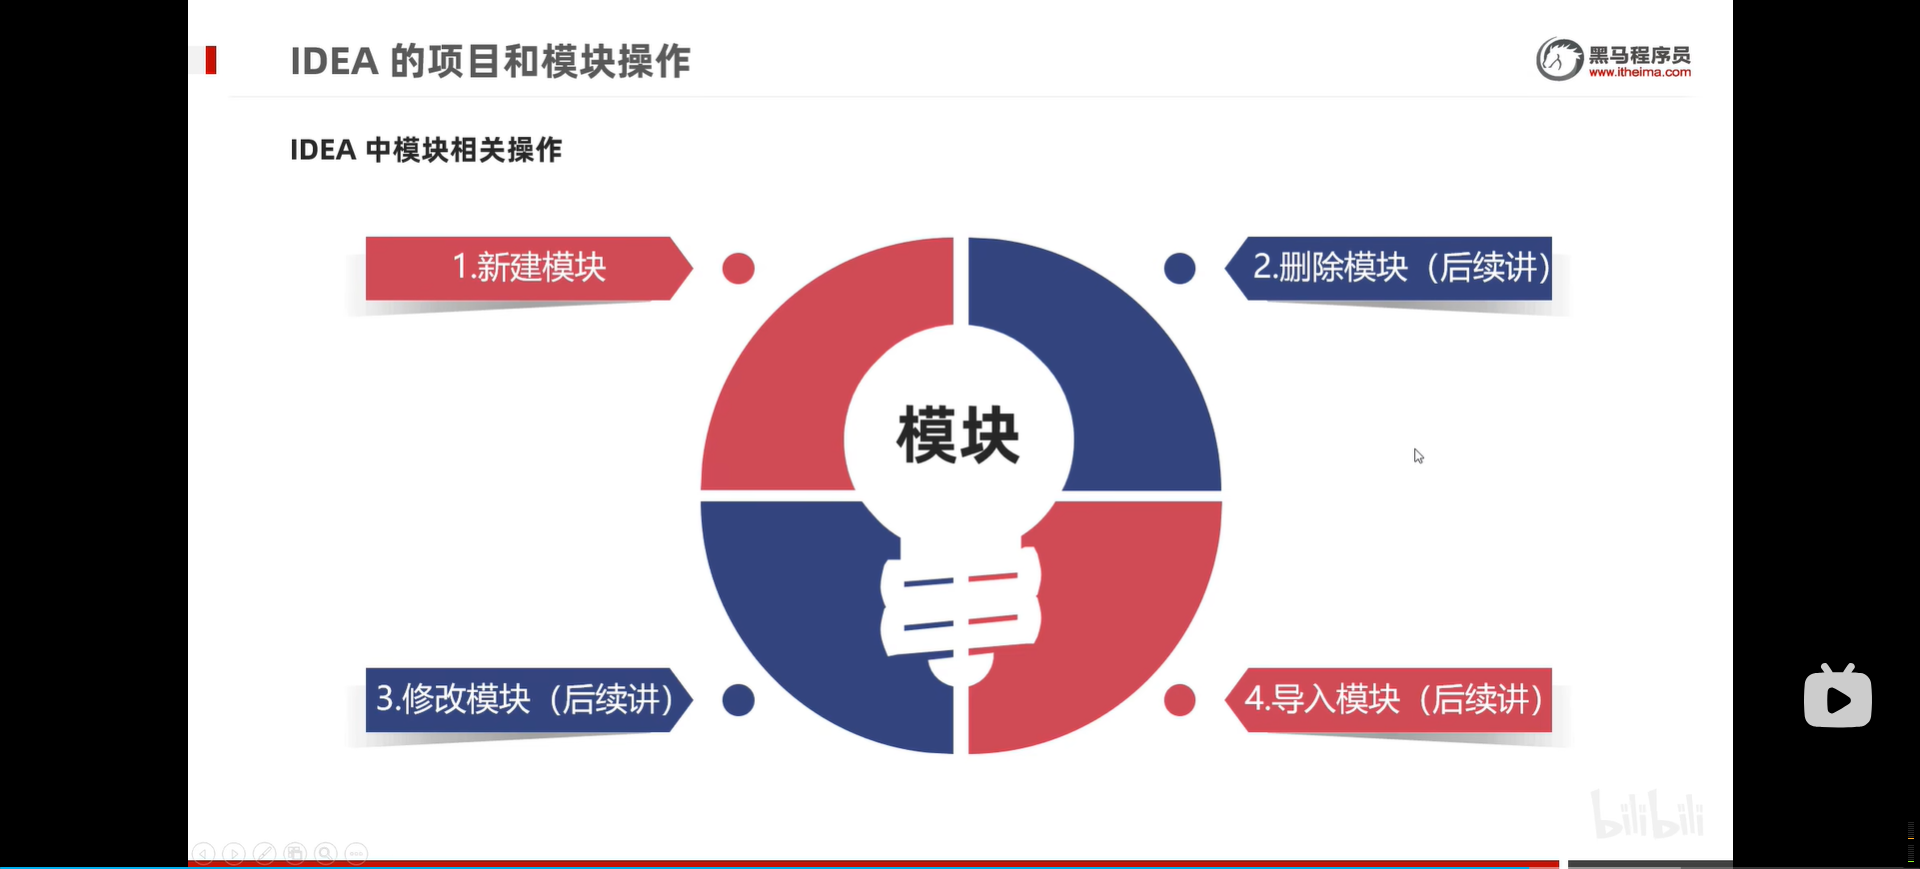 IDEA 的项目和模块操作
黑马程序员
www.itheima.com
IDEA 中模块相关操作
1.新建模块
2.删除模块（后续讲）
模块
3.修改模块（后续讲）
4.导入模块（后续讲）
bilibili